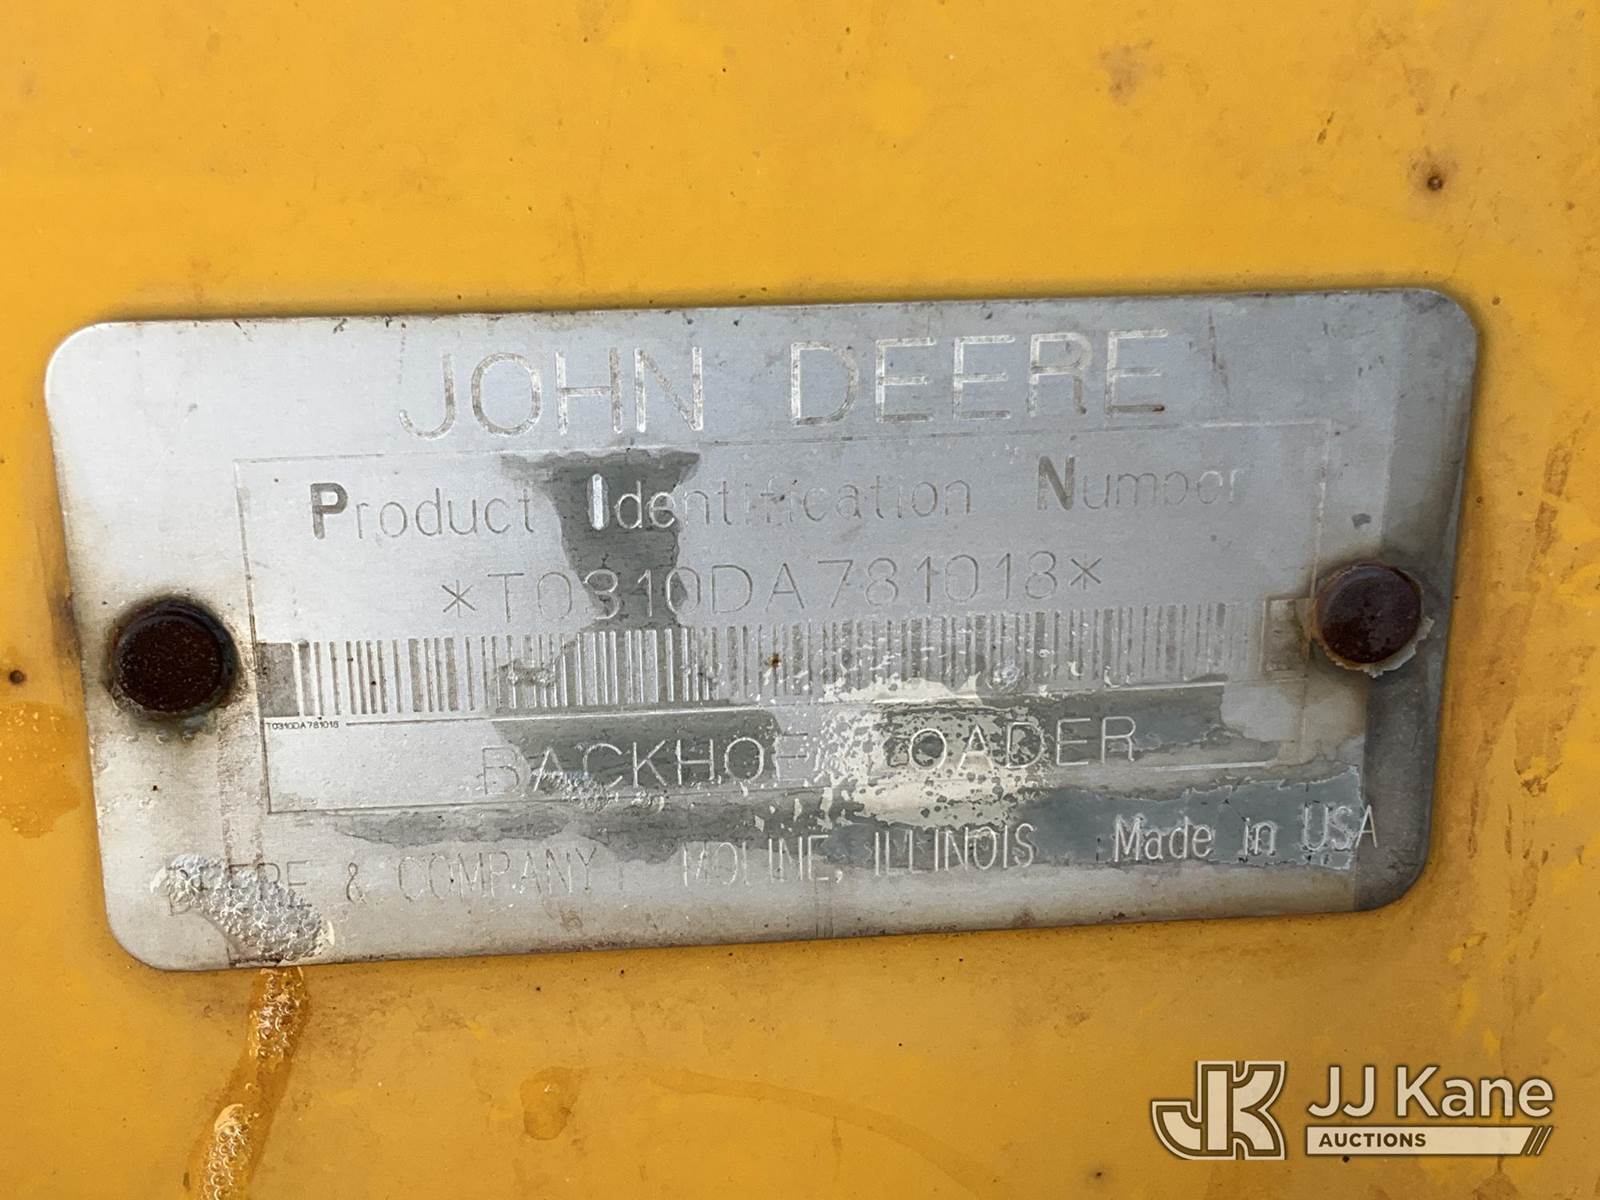 JOHN DEERE
Product Identification Number
*T0310DA781018*
T0310DA781018
BACKHOE LOADER
DEERE & COMPANY MOLINE, ILLINOIS Made in USA
JK JJ Kane
AUCTIONS